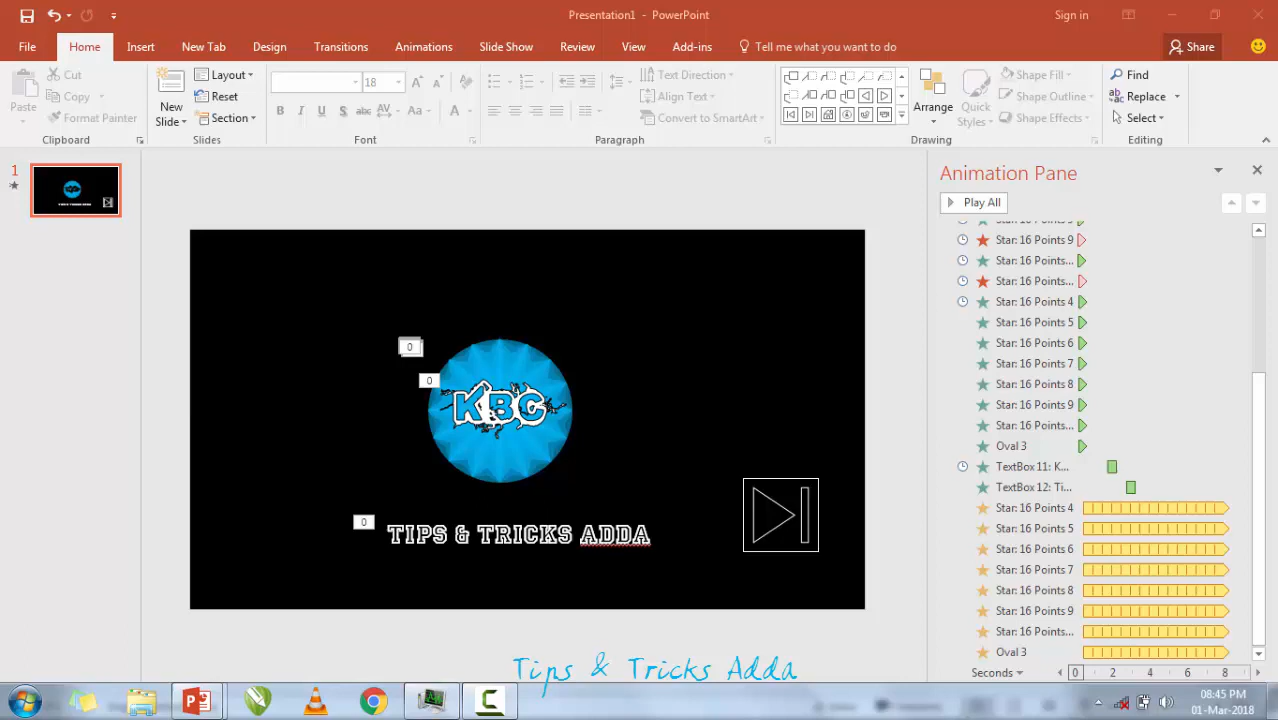 Presentation1 - PowerPoint
Sign in
File
Home
Insert
New Tab
Design
Transitions
Animations
Slide Show
Review
View
Add-ins
Tell me what you want to do
Share
Paste
Cut
Copy
Format Painter
Clipboard
New Slide
Layout
Reset
Section
Slides
18
B I U S abc AV Aa A
Font
Text Direction
Align Text
Convert to SmartArt
Paragraph
Arrange
Quick Styles
Shape Fill
Shape Outline
Shape Effects
Drawing
Find
Replace
Select
Editing
1
0
0
KBC
0
TIPS & TRICKS ADDA
Tips & Tricks Adda
Animation Pane
Play All
Star: 16 Points 9
Star: 16 Points...
Star: 16 Points...
Star: 16 Points 4
Star: 16 Points 5
Star: 16 Points 6
Star: 16 Points 7
Star: 16 Points 8
Star: 16 Points 9
Star: 16 Points...
Oval 3
TextBox 11: K...
TextBox 12: Ti...
Star: 16 Points 4
Star: 16 Points 5
Star: 16 Points 6
Star: 16 Points 7
Star: 16 Points 8
Star: 16 Points 9
Star: 16 Points...
Oval 3
Seconds
0 2 4 6 8
08:45 PM
01-Mar-2018